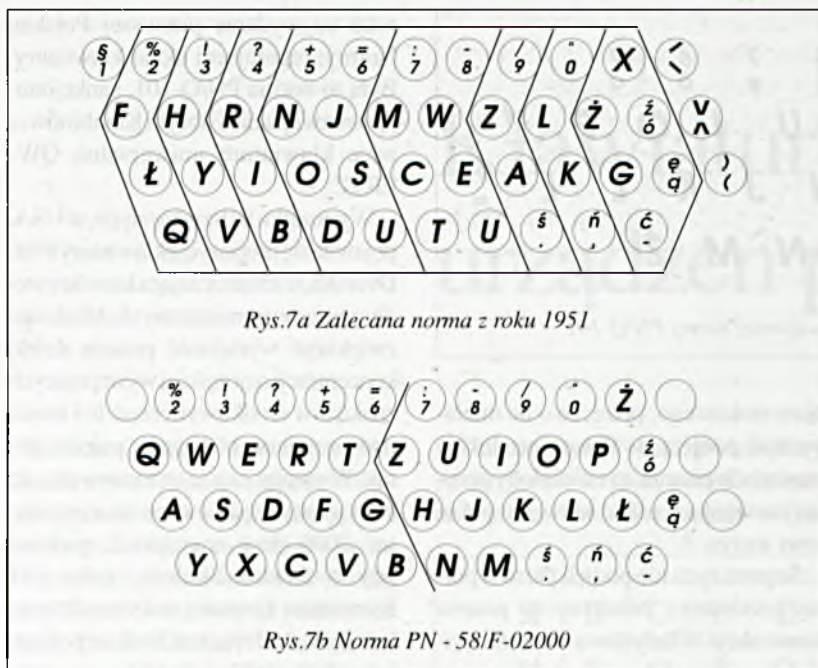 § 1 % 2 ! 3 ? 4 + 5 = 6 : 7 - 8 / 9 " 0 X / \
F H R N J M W Z L Ż ź ó V Λ
Ł Y I O S C E A K G ę ą ) (
Q V B D U T U ś . ń , ć -
Rys.7a Zalecana norma z roku 1951
% 2 ! 3 ? 4 + 5 = 6 : 7 - 8 / 9 " 0 Ż
Q W E R T Z U I O P ź ó
A S D F G H J K L Ł ę ą
Y X C V B N M ś . ń , ć -
Rys.7b Norma PN - 58/F-02000